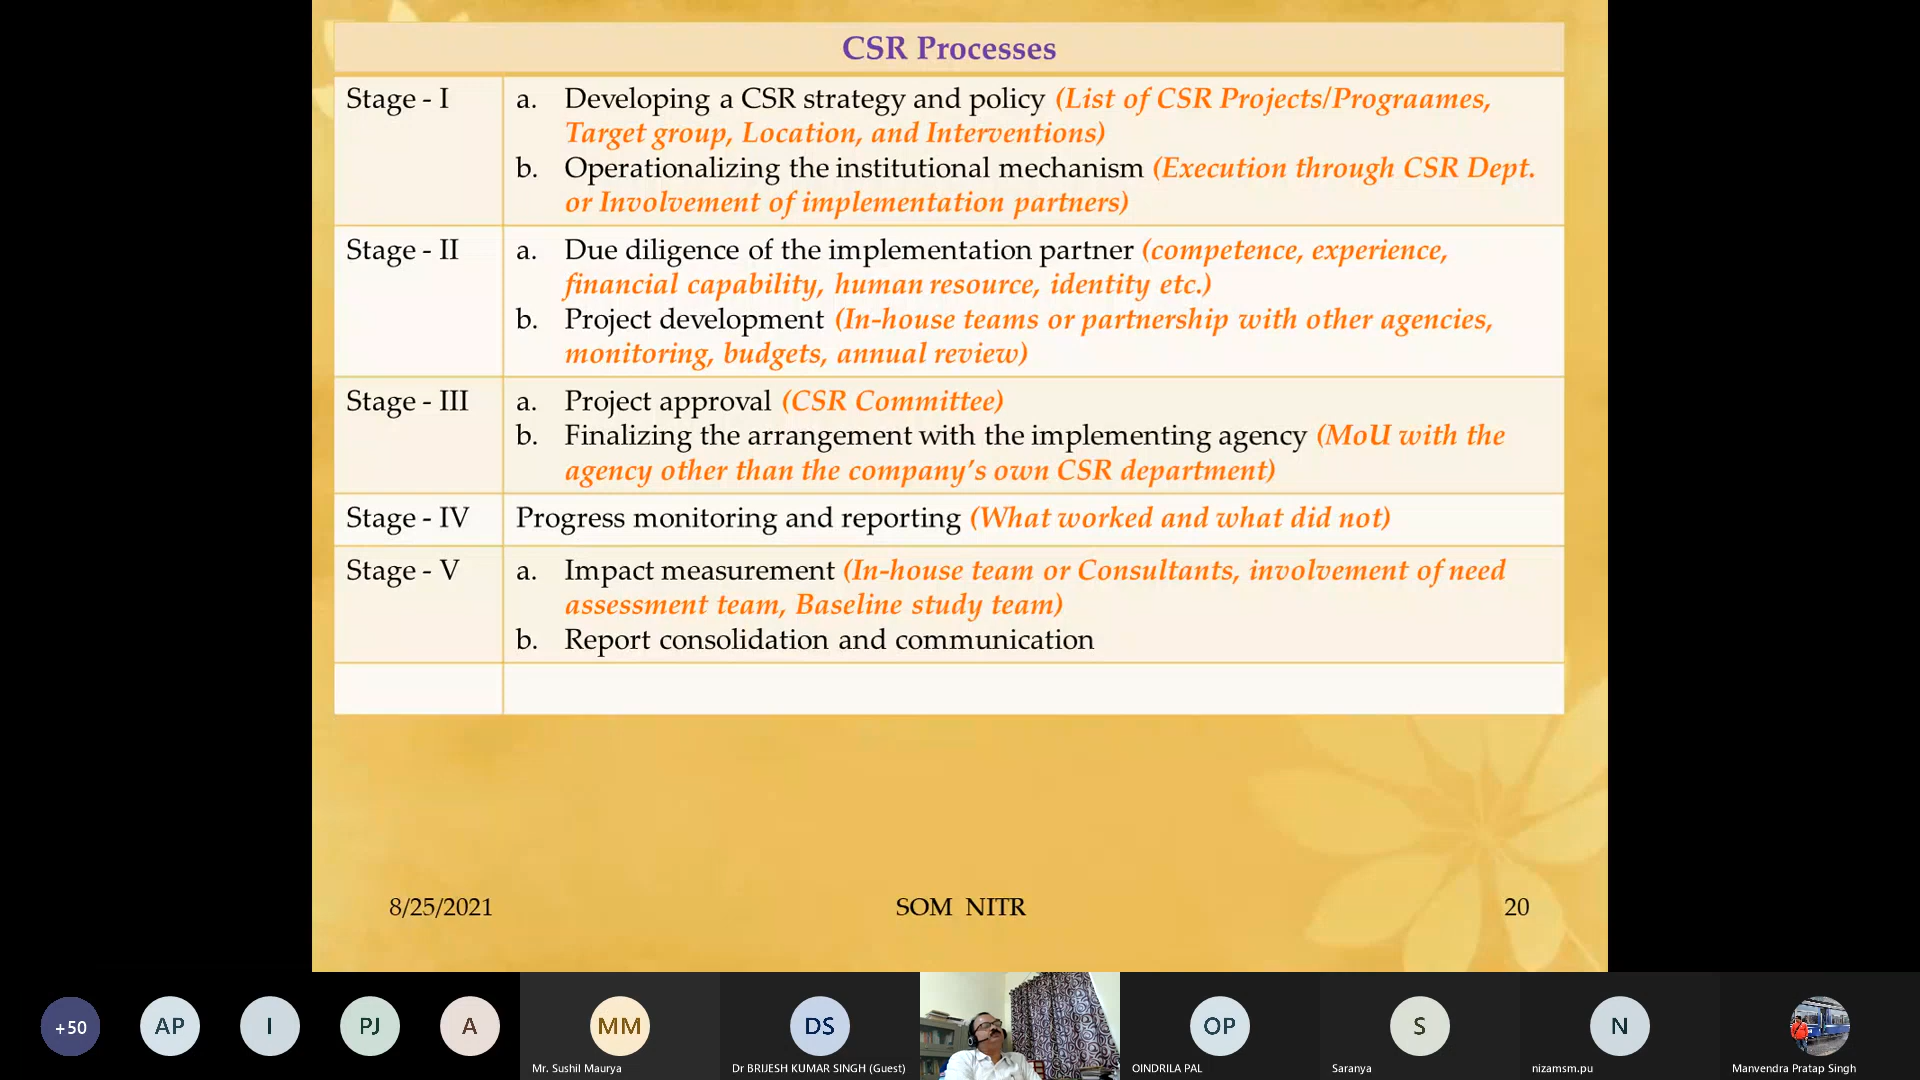 CSR Processes
Stage - I
a. Developing a CSR strategy and policy (List of CSR Projects/Prograames,
Target group, Location, and Interventions)
b. Operationalizing the institutional mechanism (Execution through CSR Dept.
or Involvement of implementation partners)
Stage - II
a. Due diligence of the implementation partner (competence, experience,
financial capability, human resource, identity etc.)
b. Project development (In-house teams or partnership with other agencies,
monitoring, budgets, annual review)
Stage - III
a. Project approval (CSR Committee)
b. Finalizing the arrangement with the implementing agency (MoU with the
agency other than the company's own CSR department)
Stage - IV
Progress monitoring and reporting (What worked and what did not)
Stage - V
a. Impact measurement (In-house team or Consultants, involvement of need
assessment team, Baseline study team)
b. Report consolidation and communication
8/25/2021
SOM NITR
20
+50
AP
I
PJ
A
MM
DS
OP
S
N
Mr. Sushil Maurya
Dr BRIJESH KUMAR SINGH (Guest)
OINDRILA PAL
Saranya
nizamsm.pu
Manvendra Pratap Singh